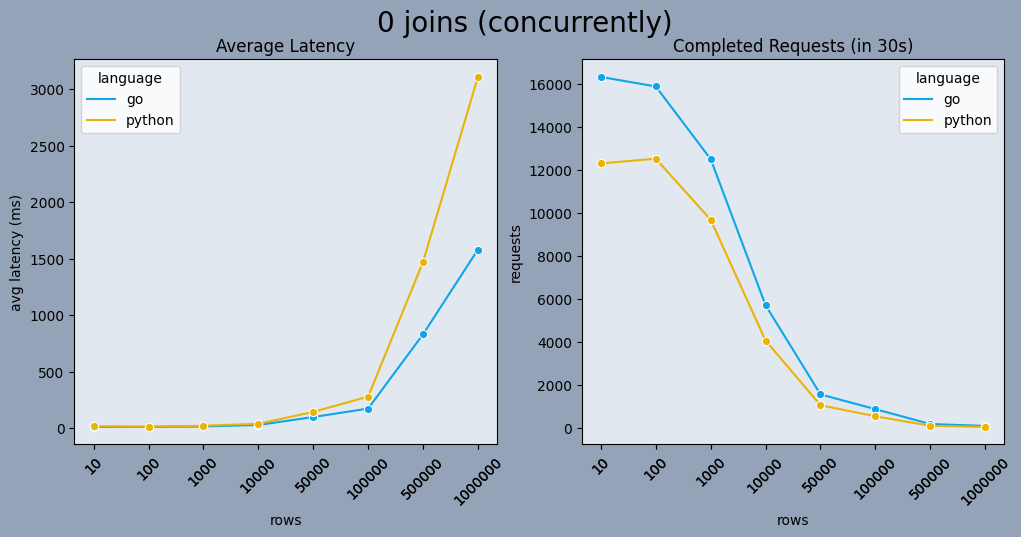 0 joins (concurrently)
Average Latency
language
go
python
avg latency (ms)
3000
2500
2000
1500
1000
500
0
10
100
1000
10000
50000
100000
500000
1000000
rows
Completed Requests (in 30s)
language
go
python
requests
16000
14000
12000
10000
8000
6000
4000
2000
0
10
100
1000
10000
50000
100000
500000
1000000
rows